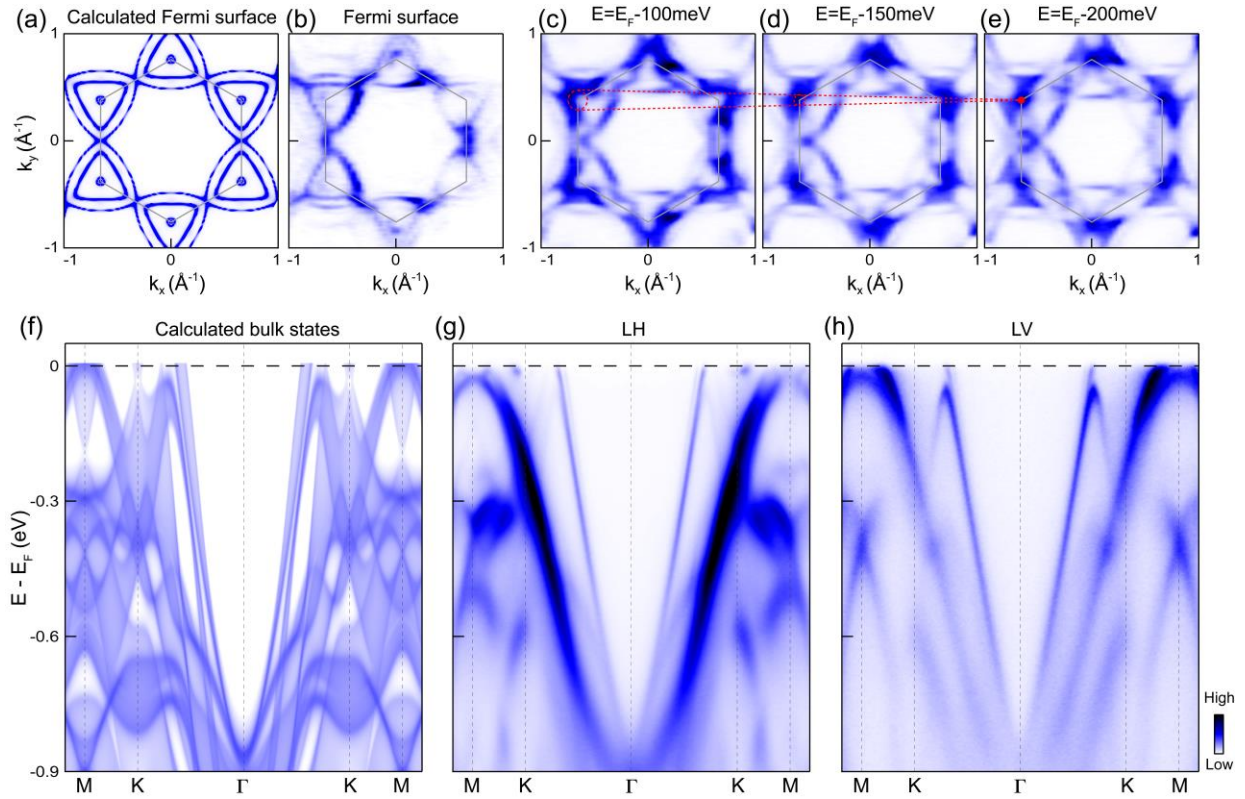 (a) Calculated Fermi surface
(b) Fermi surface
(c) E=E_F-100meV
(d) E=E_F-150meV
(e) E=E_F-200meV
k_y (Å⁻¹)
1
0
-1
-1 0 1
-1 0 1
-1 0 1
-1 0 1
-1 0 1
k_x (Å⁻¹)
k_x (Å⁻¹)
k_x (Å⁻¹)
k_x (Å⁻¹)
k_x (Å⁻¹)
(f) Calculated bulk states
(g) LH
(h) LV
E - E_F (eV)
0
-0.3
-0.6
-0.9
M K Γ K M
M K Γ K M
M K Γ K M
High
Low